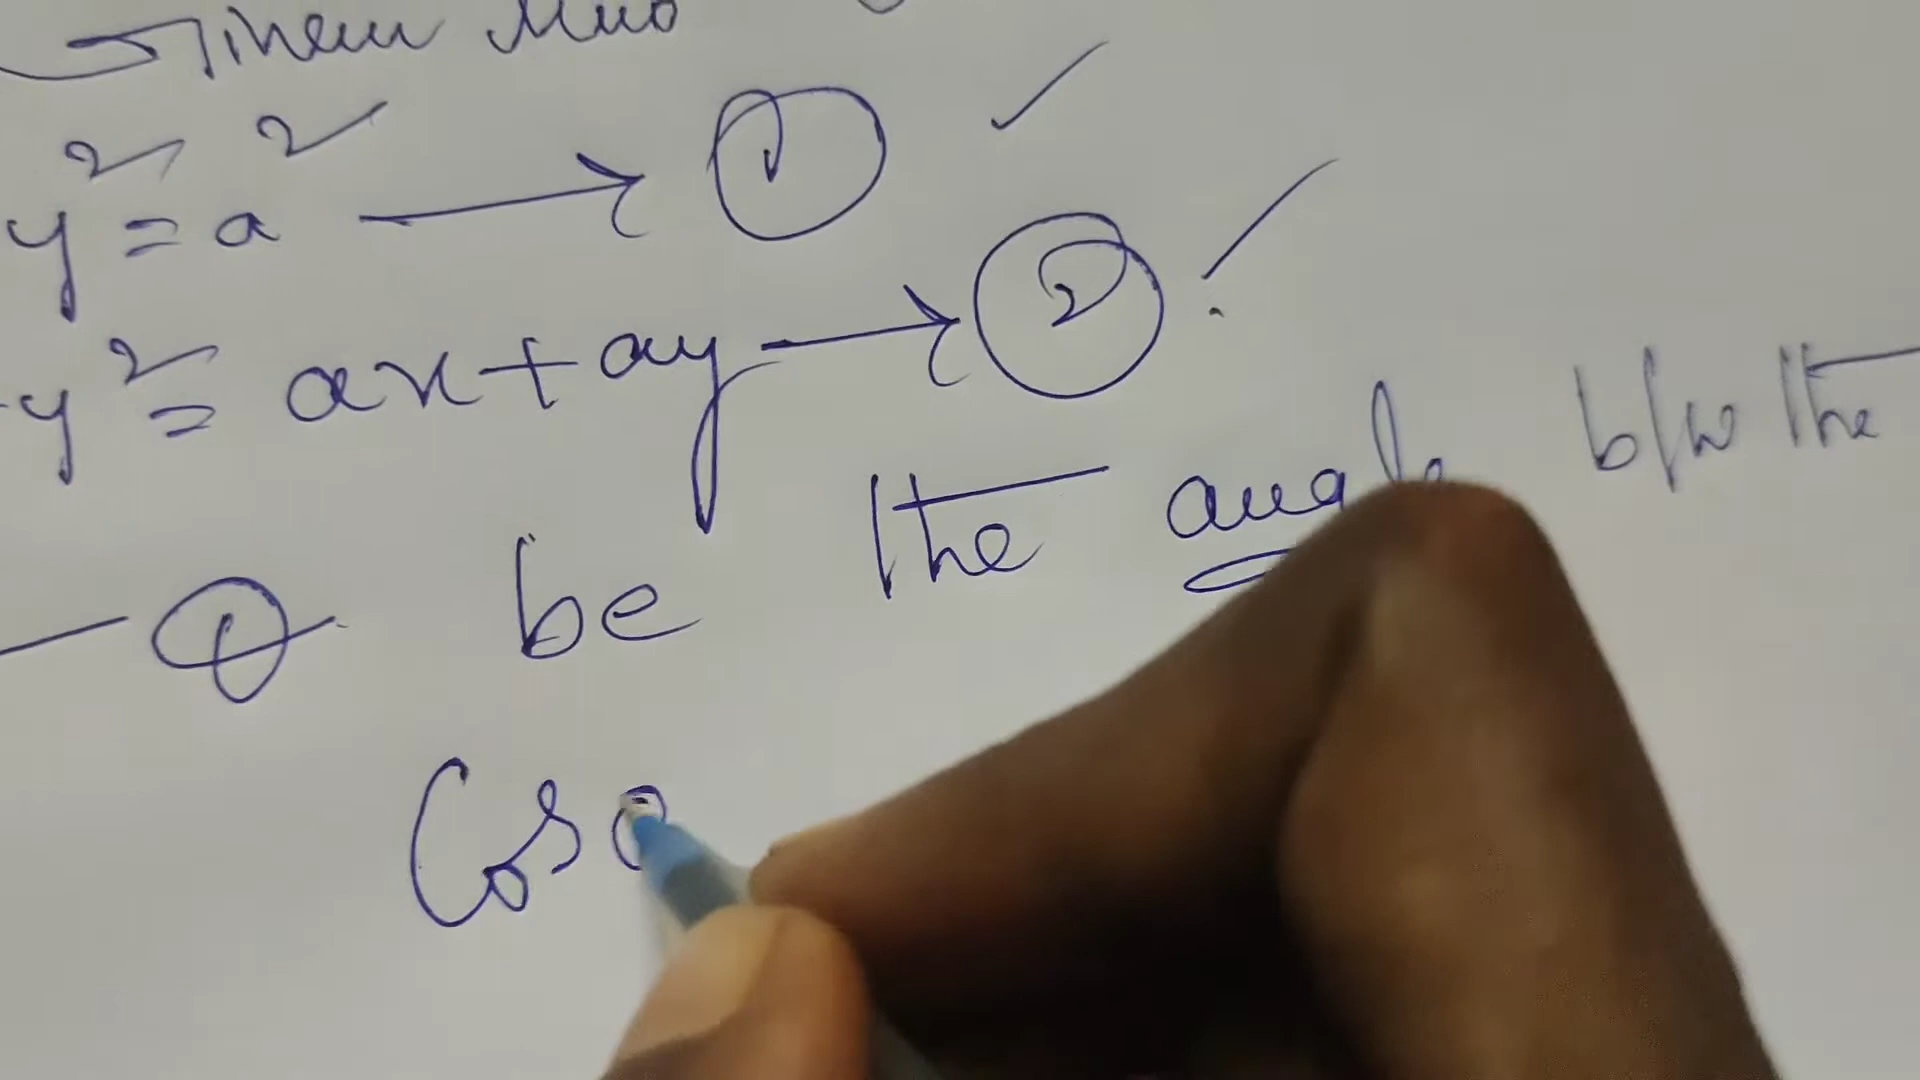 y² = a² → ①
y² = ax + ay → ②
be the angle b/w the
Cos